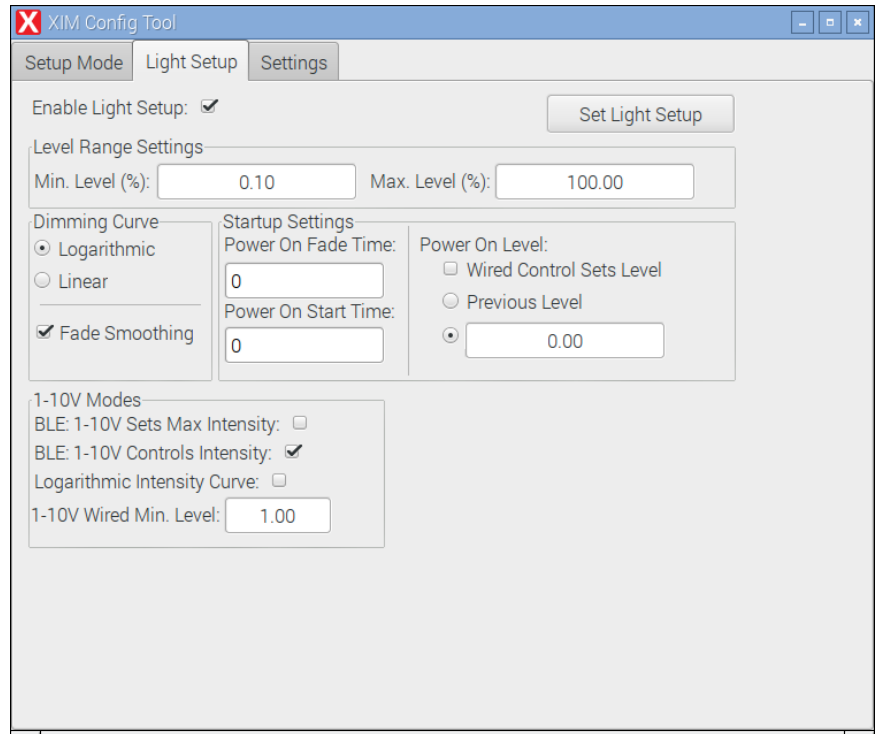 XIM Config Tool
Setup Mode Light Setup Settings
Enable Light Setup:
Set Light Setup
Level Range Settings
Min. Level (%): 0.10 Max. Level (%): 100.00
Dimming Curve
Logarithmic
Linear
Fade Smoothing
Startup Settings
Power On Fade Time:
0
Power On Start Time:
0
Power On Level:
Wired Control Sets Level
Previous Level
0.00
1-10V Modes
BLE: 1-10V Sets Max Intensity:
BLE: 1-10V Controls Intensity:
Logarithmic Intensity Curve:
1-10V Wired Min. Level: 1.00